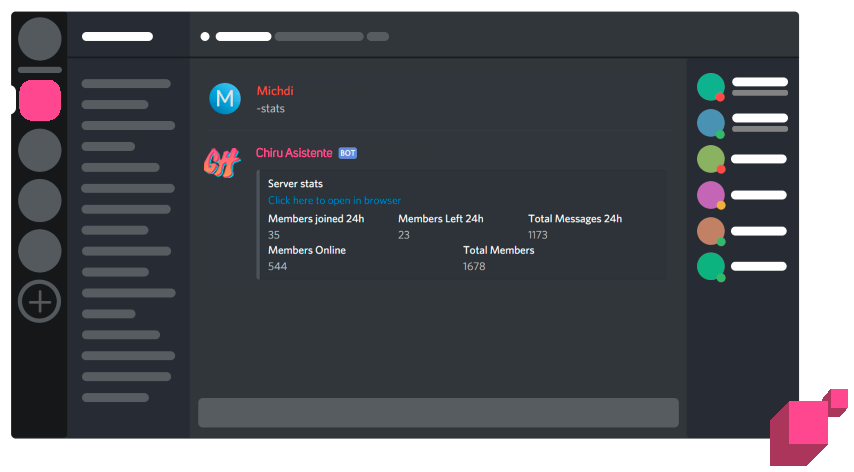 M
Michdi
-stats
Chiru Asistente BOT
Server stats
Click here to open in browser
Members joined 24h Members Left 24h Total Messages 24h
35 23 1173
Members Online Total Members
544 1678